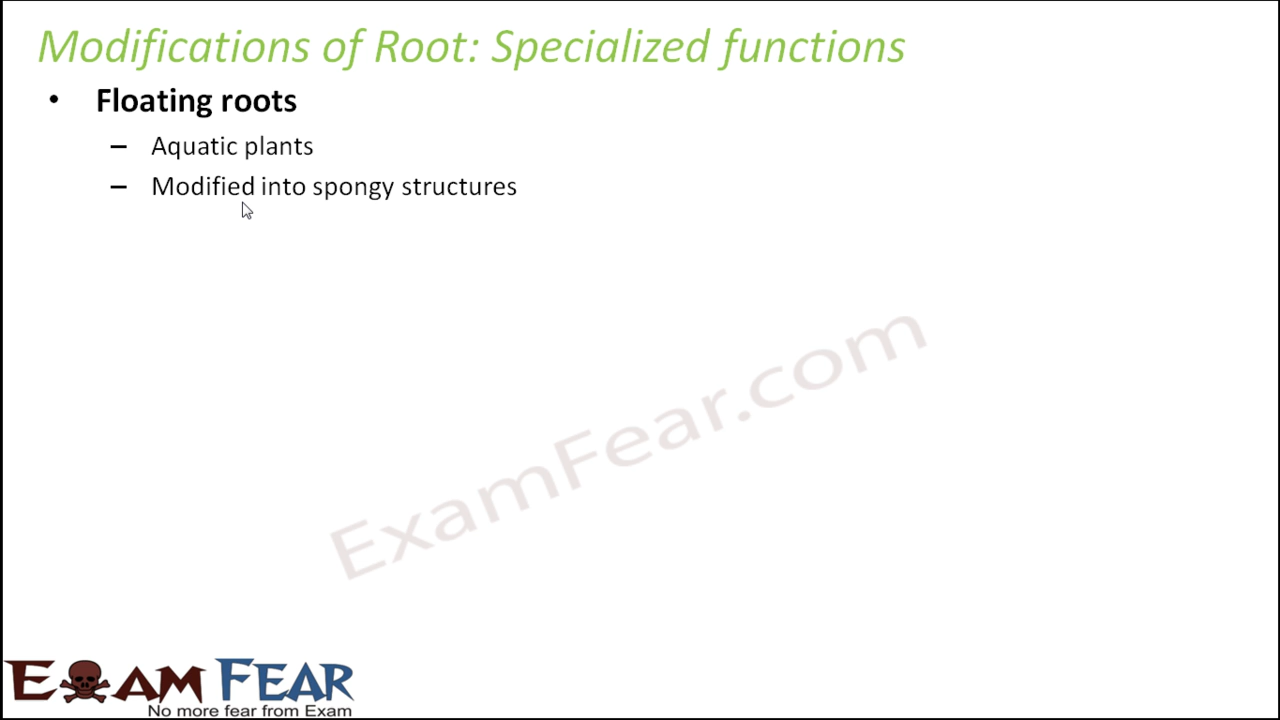 Modifications of Root: Specialized functions
• Floating roots
– Aquatic plants
– Modified into spongy structures
ExamFear.com
EXAM FEAR
No more fear from Exam